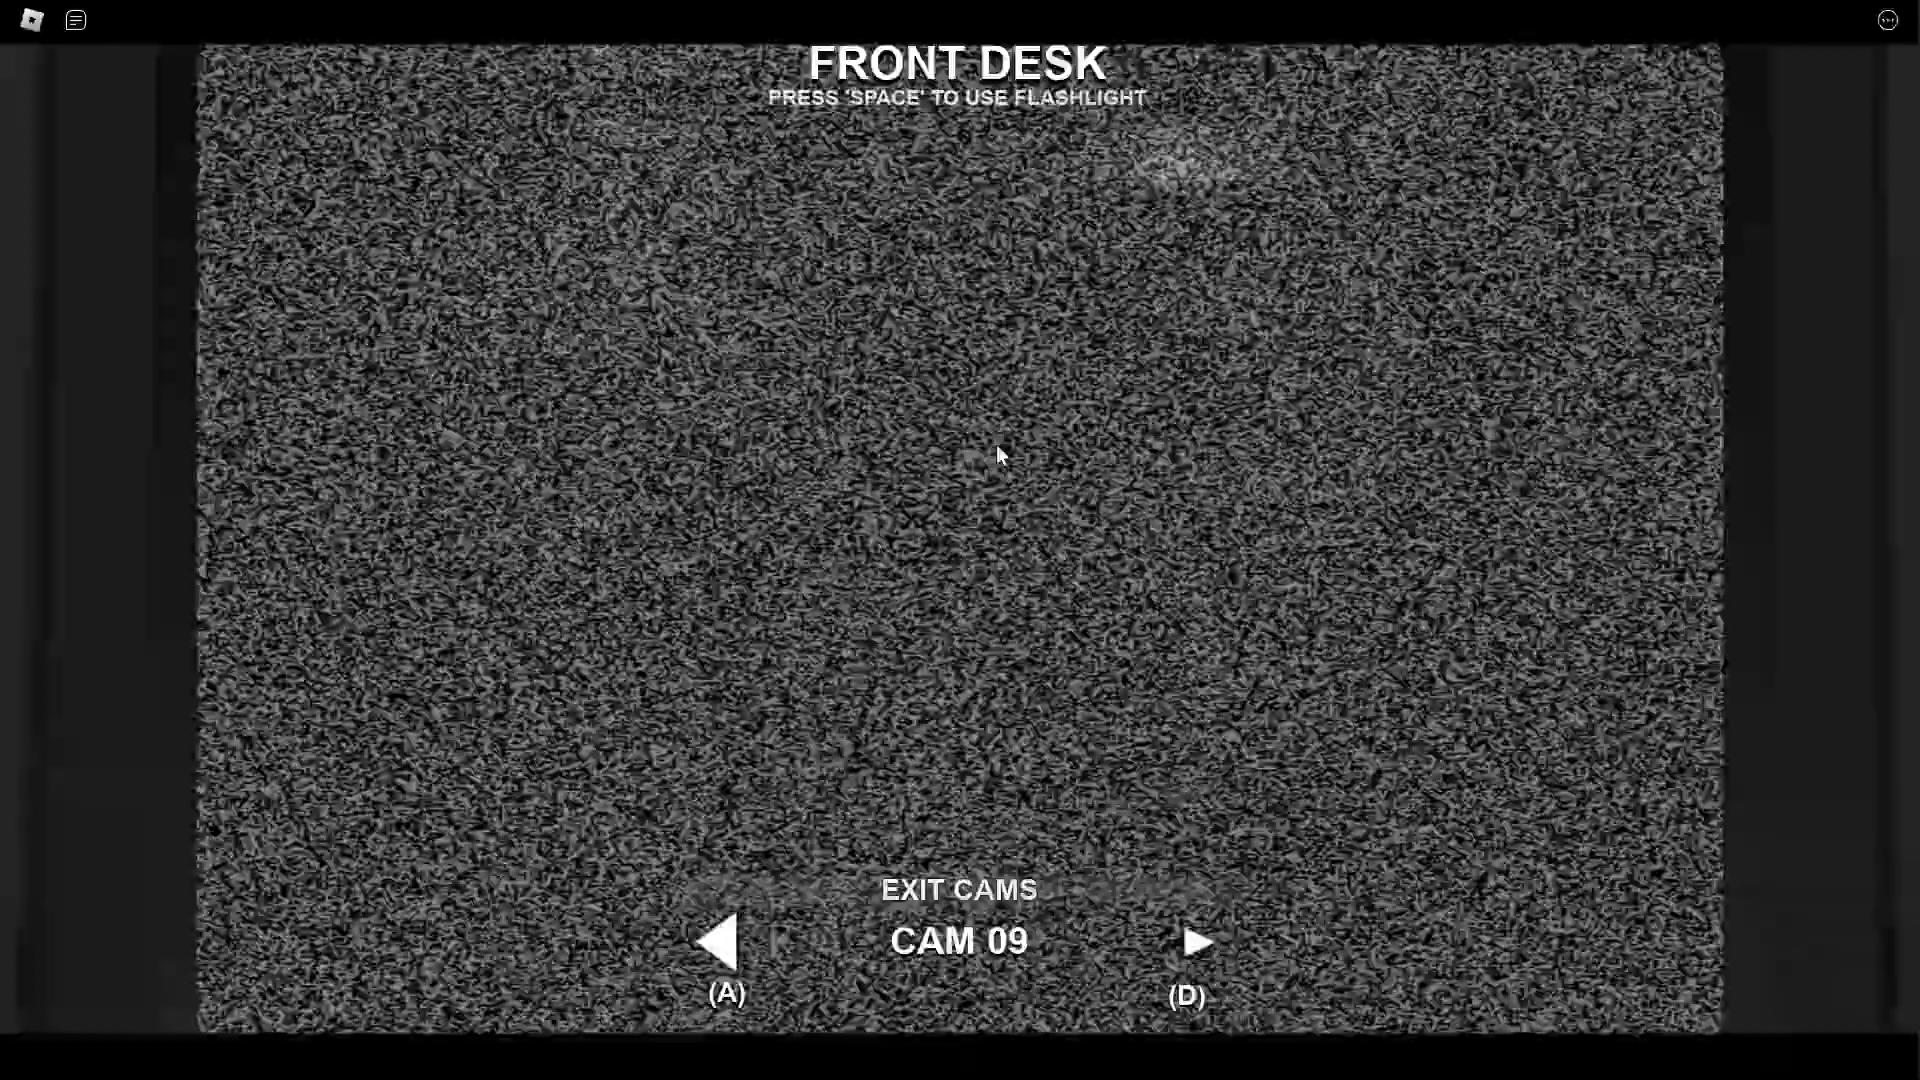 FRONT DESK
PRESS 'SPACE' TO USE FLASHLIGHT
EXIT CAMS
CAM 09
(A)
(D)